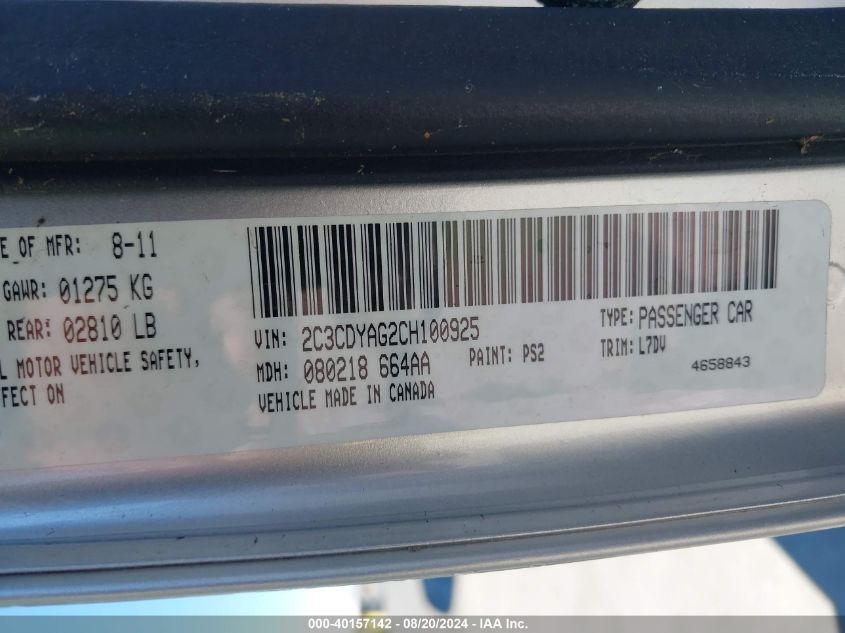 E_OF MFR: 8-11
GAWR: 01275 KG
REAR: 02810 LB
L MOTOR VEHICLE SAFETY,
FECT ON
VIN: 2C3CDYAG2CH100925
TYPE: PASSENGER CAR
MDH: 080218 664AA
PAINT: PS2
TRIM: L7DV
VEHICLE MADE IN CANADA
4658843
000-40157142 - 08/20/2024 - IAA Inc.